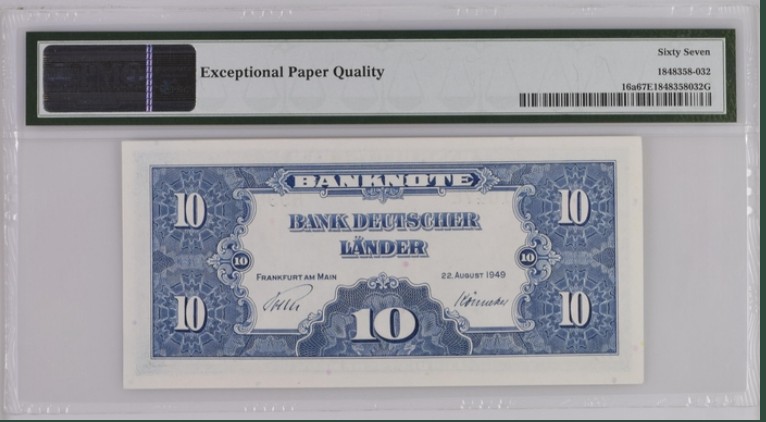 Exceptional Paper Quality
Sixty Seven
1848358-032
16a67E1848358032G
BANKNOTE
10 10
BANK DEUTSCHER
LÄNDER
10 10
FRANKFURT AM MAIN 22. AUGUST 1949
10 10 10